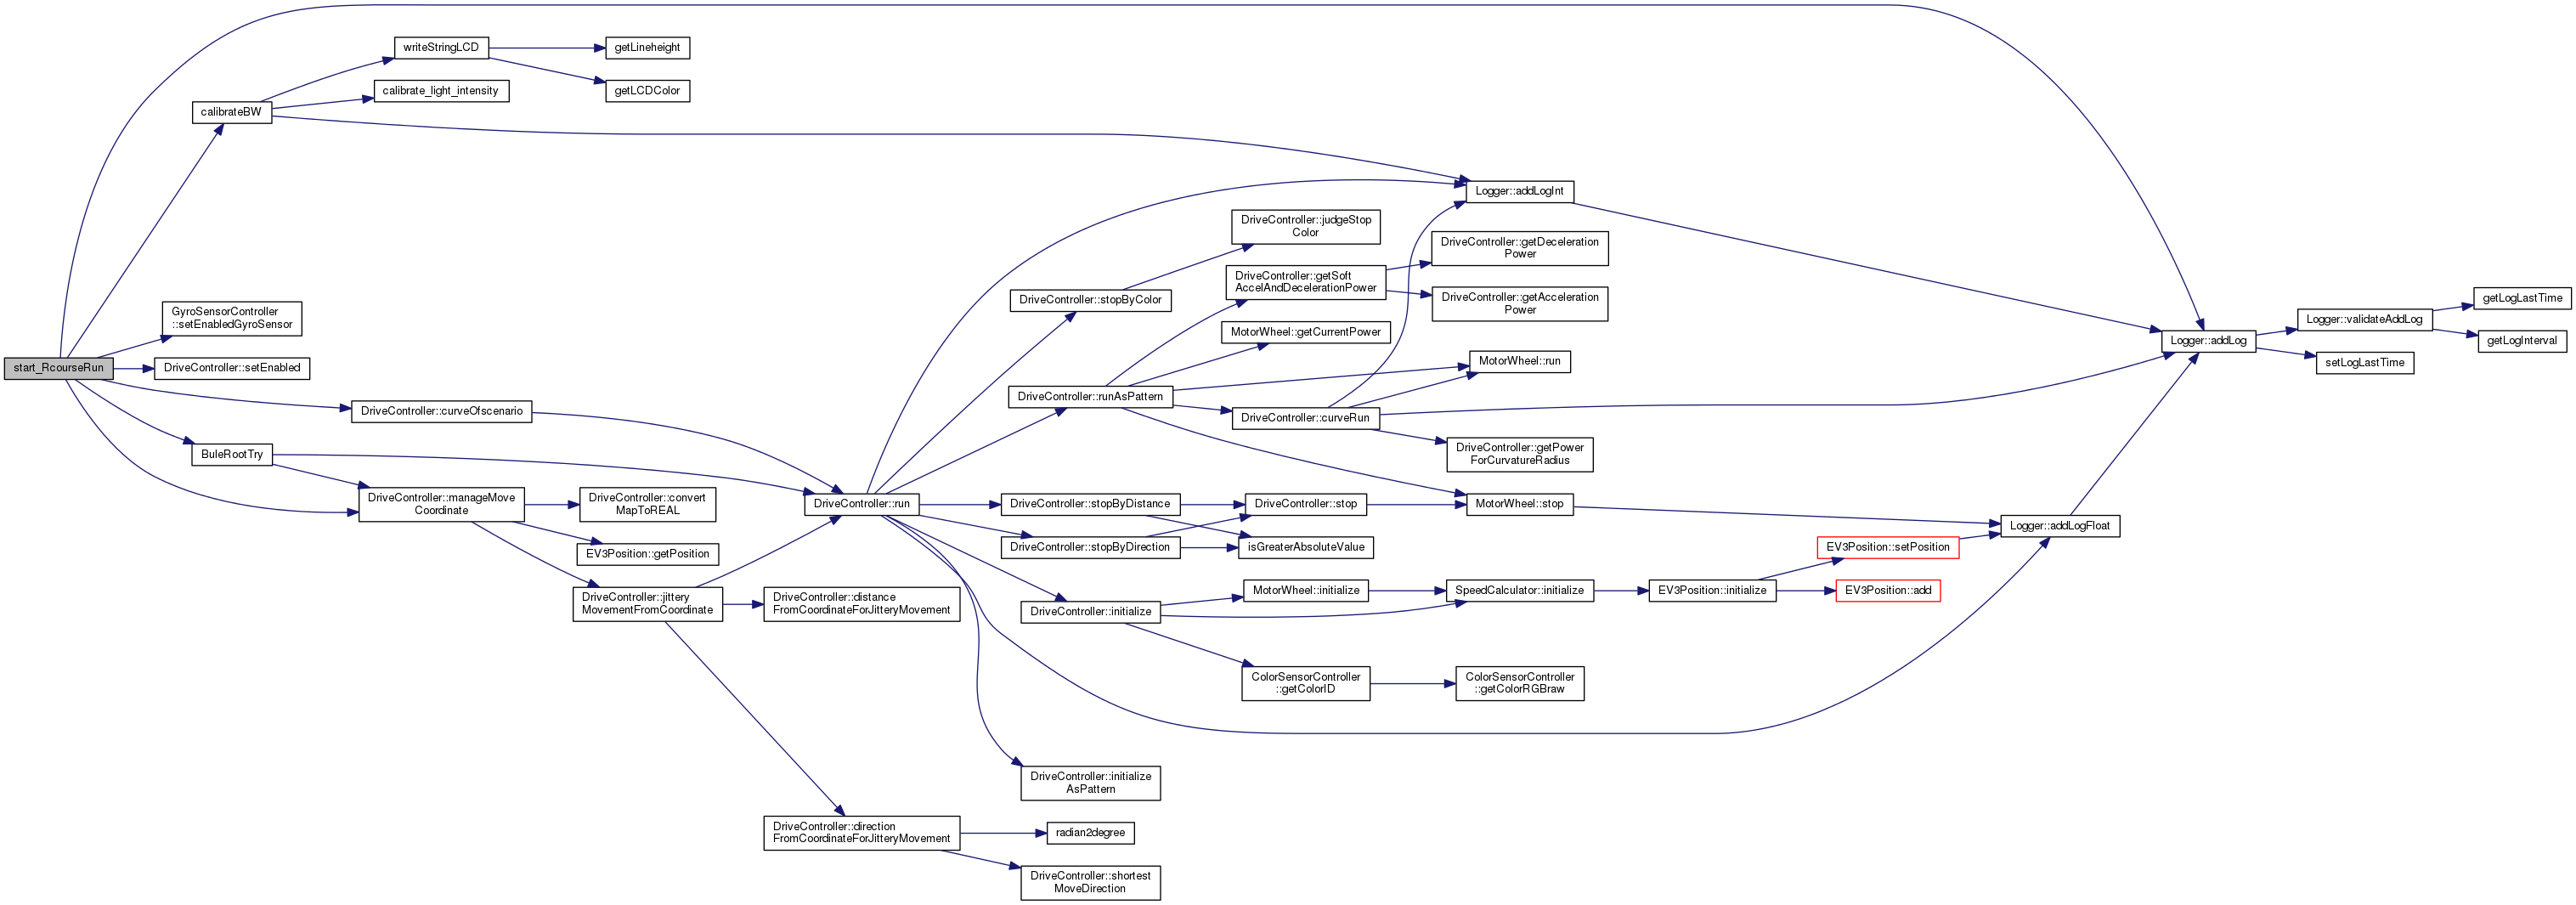 start_RcourseRun
calibrateBW
writeStringLCD
getLineheight
getLCDColor
calibrate_light_intensity
GyroSensorController
::setEnabledGyroSensor
DriveController::setEnabled
DriveController::curveOfscenario
BuleRootTry
DriveController::manageMove
Coordinate
DriveController::convert
MapToREAL
EV3Position::getPosition
DriveController::jittery
MovementFromCoordinate
DriveController::distance
FromCoordinateForJitteryMovement
DriveController::direction
FromCoordinateForJitteryMovement
radian2degree
DriveController::shortest
MoveDirection
DriveController::run
DriveController::stopByColor
DriveController::judgeStop
Color
DriveController::runAsPattern
DriveController::getSoft
AccelAndDecelerationPower
DriveController::getDeceleration
Power
DriveController::getAcceleration
Power
MotorWheel::getCurrentPower
MotorWheel::run
DriveController::curveRun
DriveController::getPower
ForCurvatureRadius
DriveController::stopByDistance
DriveController::stop
MotorWheel::stop
DriveController::stopByDirection
isGreaterAbsoluteValue
DriveController::initialize
MotorWheel::initialize
SpeedCalculator::initialize
EV3Position::initialize
EV3Position::setPosition
EV3Position::add
ColorSensorController
::getColorID
ColorSensorController
::getColorRGBraw
DriveController::initialize
AsPattern
Logger::addLogInt
Logger::addLogFloat
Logger::addLog
Logger::validateAddLog
getLogLastTime
getLogInterval
setLogLastTime